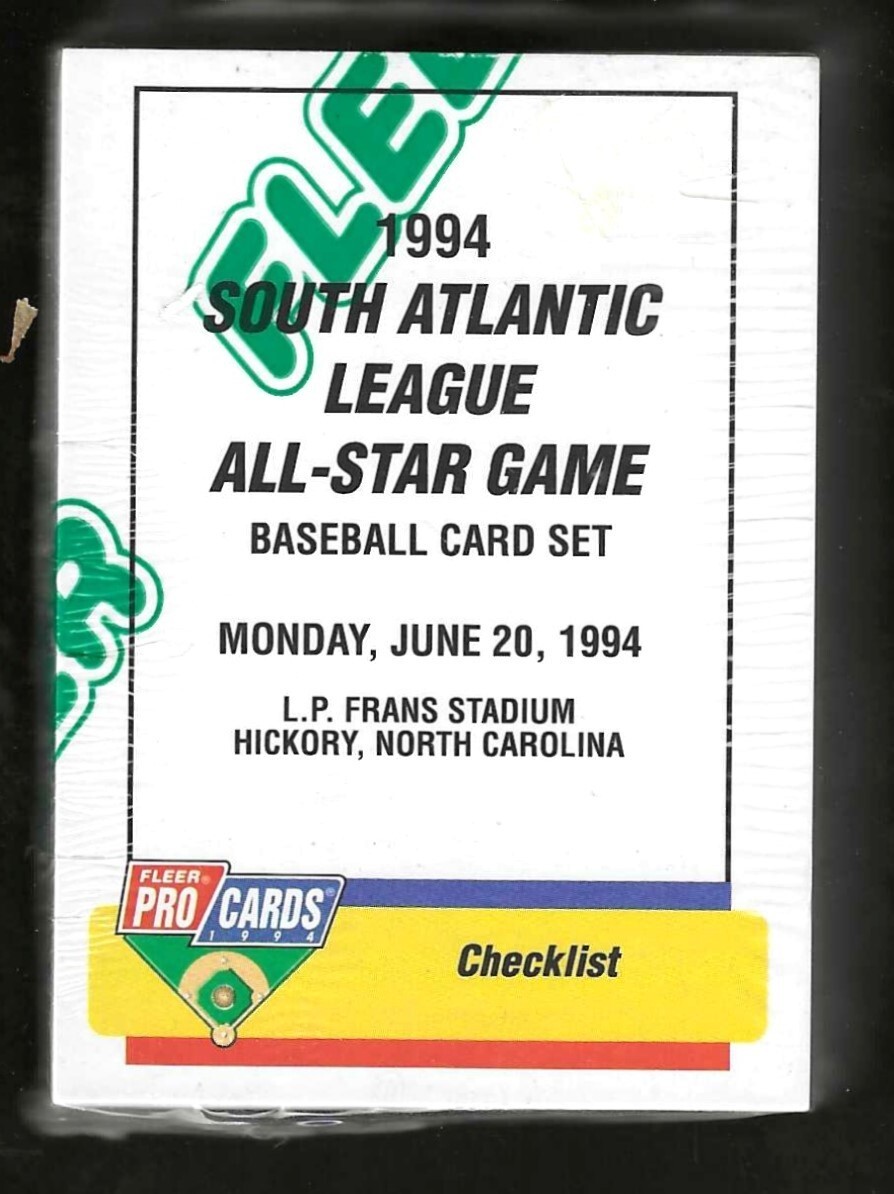 FLEER
1994
SOUTH ATLANTIC
LEAGUE
ALL-STAR GAME
BASEBALL CARD SET
MONDAY, JUNE 20, 1994
L.P. FRANS STADIUM
HICKORY, NORTH CAROLINA
FLEER®
PRO CARDS®
1994
Checklist